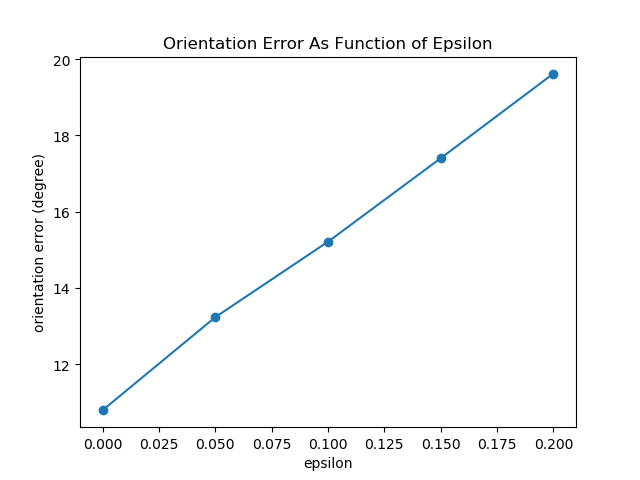 Orientation Error As Function of Epsilon
orientation error (degree)
20
18
16
14
12
0.000 0.025 0.050 0.075 0.100 0.125 0.150 0.175 0.200
epsilon